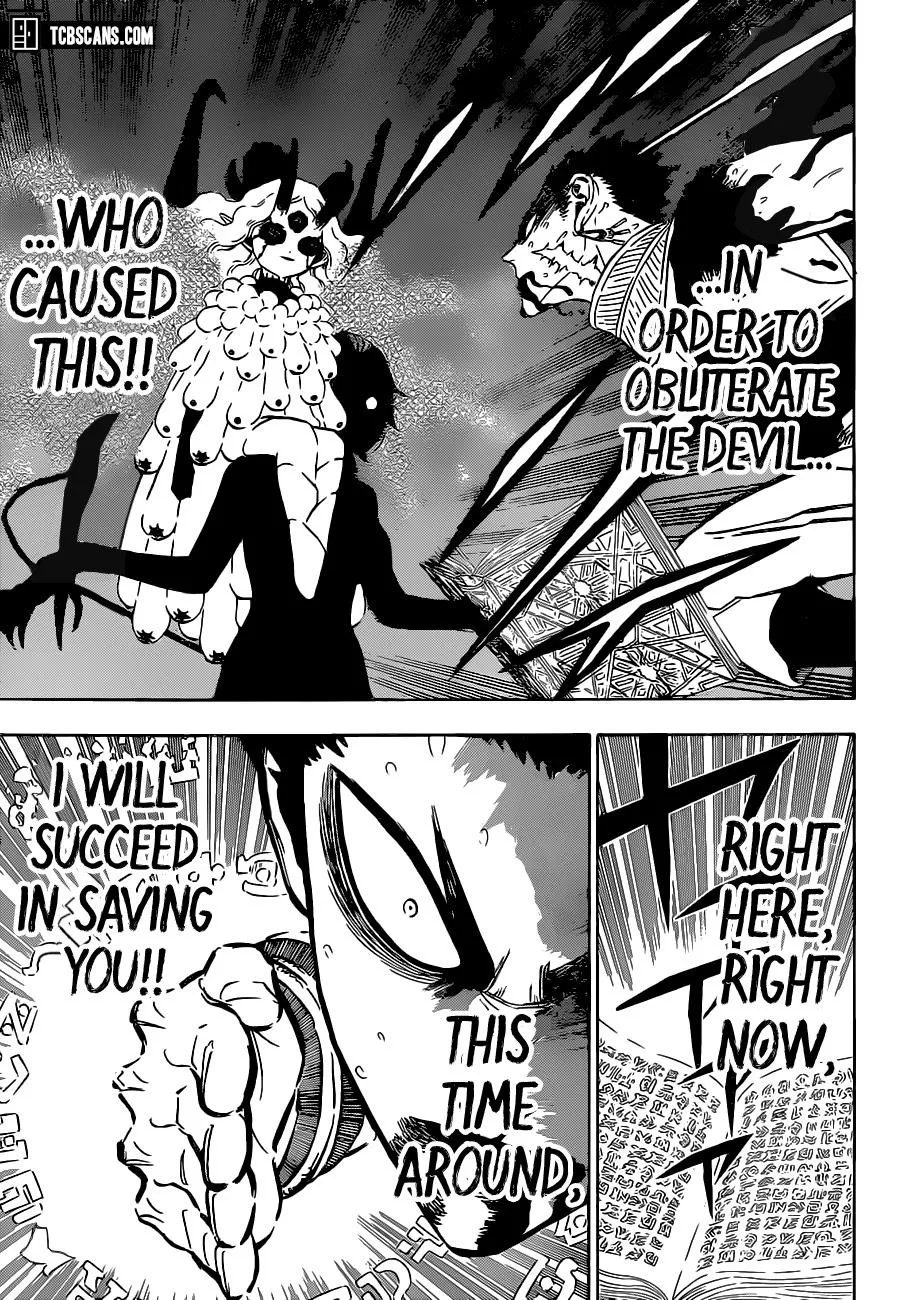 TCBSCANS.COM
...IN
ORDER TO
OBLITERATE
THE DEVIL...
...WHO
CAUSED
THIS!!
RIGHT
HERE,
RIGHT
NOW,
THIS
TIME
AROUND,
I WILL
SUCCEED
IN SAVING
YOU!!